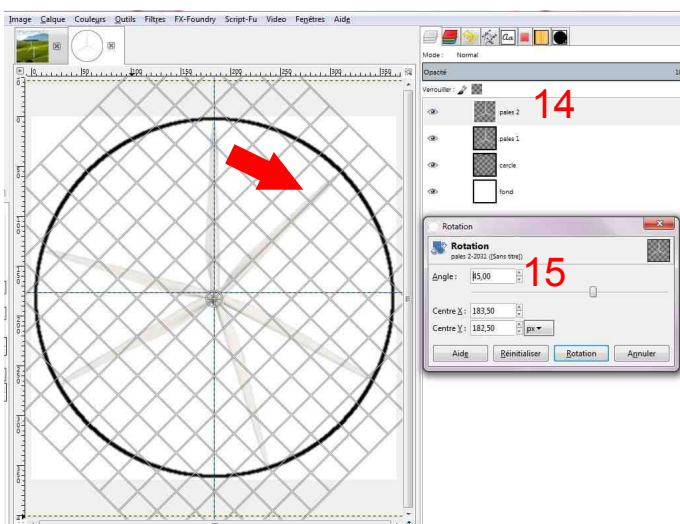 Image Calque Couleurs Outils Filtres FX-Foundry Script-Fu Video Fenêtres Aide
Mode : Normal
Opacité 10
Verrouiller :
pales 2
14
pales 1
cercle
fond
Rotation
Rotation
pales 2-2031 ([Sans titre])
Angle : 45,00
15
Centre X : 183,50
Centre Y : 182,50 px
Aide Réinitialiser Rotation Annuler